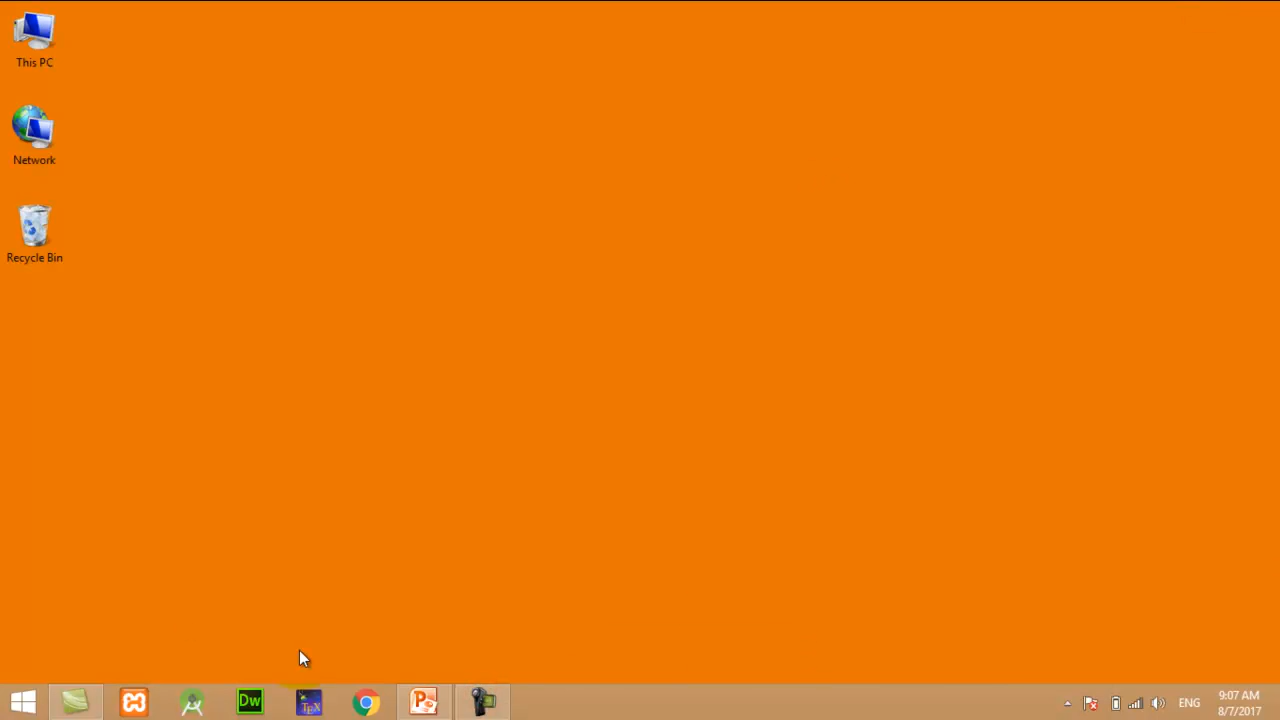 This PC
Network
Recycle Bin
Dw
TEX
ENG
9:07 AM
8/7/2017